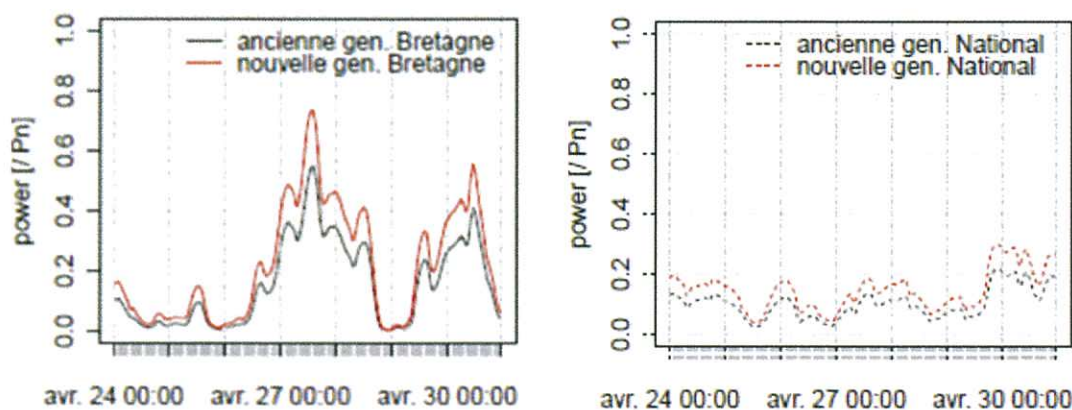 ancienne gen. Bretagne
nouvelle gen. Bretagne
power [/ Pn]
1.0
0.8
0.6
0.4
0.2
0.0
avr. 24 00:00 avr. 27 00:00 avr. 30 00:00
ancienne gen. National
nouvelle gen. National
power [/ Pn]
1.0
0.8
0.6
0.4
0.2
0.0
avr. 24 00:00 avr. 27 00:00 avr. 30 00:00